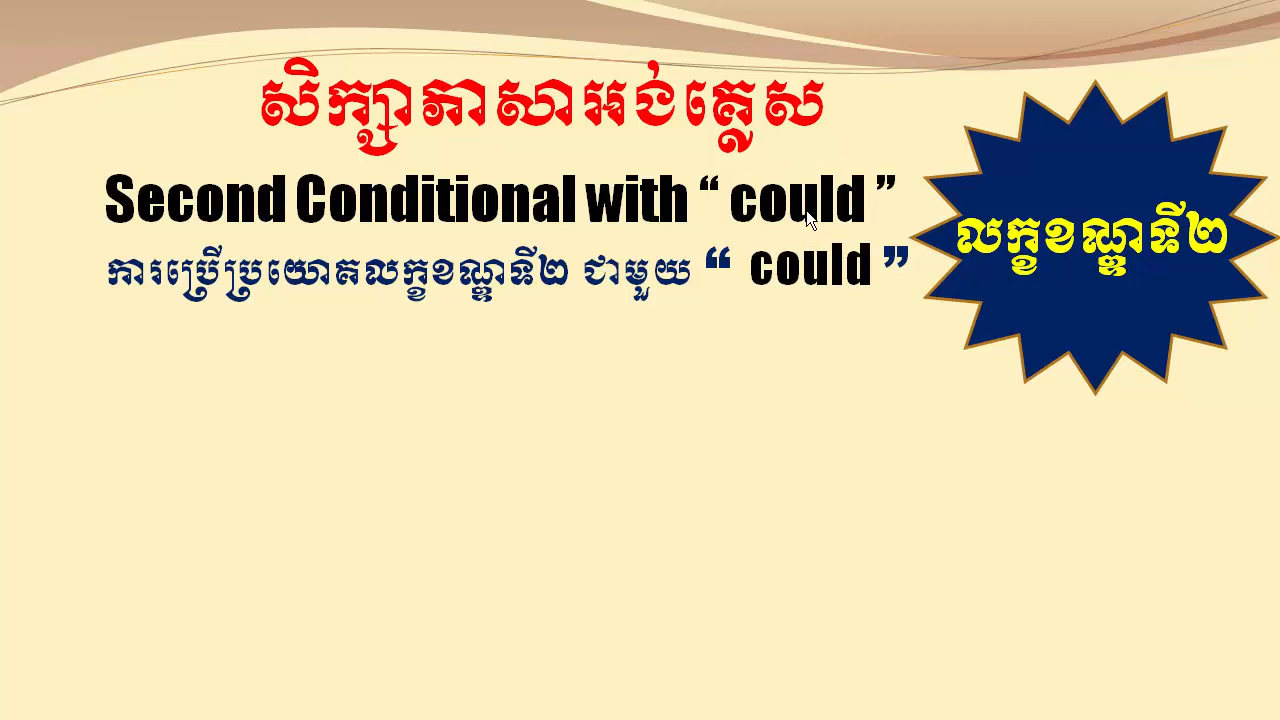 សិក្សាភាសាអង់គ្លេស
Second Conditional with “ could ”
ការប្រើប្រយោគលក្ខខណ្ឌទី២ ជាមួយ “ could ”
លក្ខខណ្ឌទី២